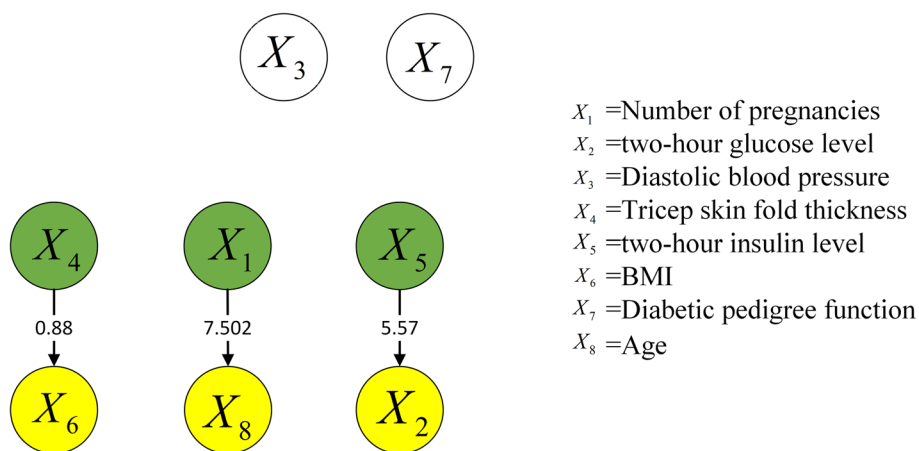 X₃ X₇
X₁ =Number of pregnancies
X₂ =two-hour glucose level
X₃ =Diastolic blood pressure
X₄ =Tricep skin fold thickness
X₅ =two-hour insulin level
X₆ =BMI
X₇ =Diabetic pedigree function
X₈ =Age
X₄ X₁ X₅
0.88 7.502 5.57
X₆ X₈ X₂